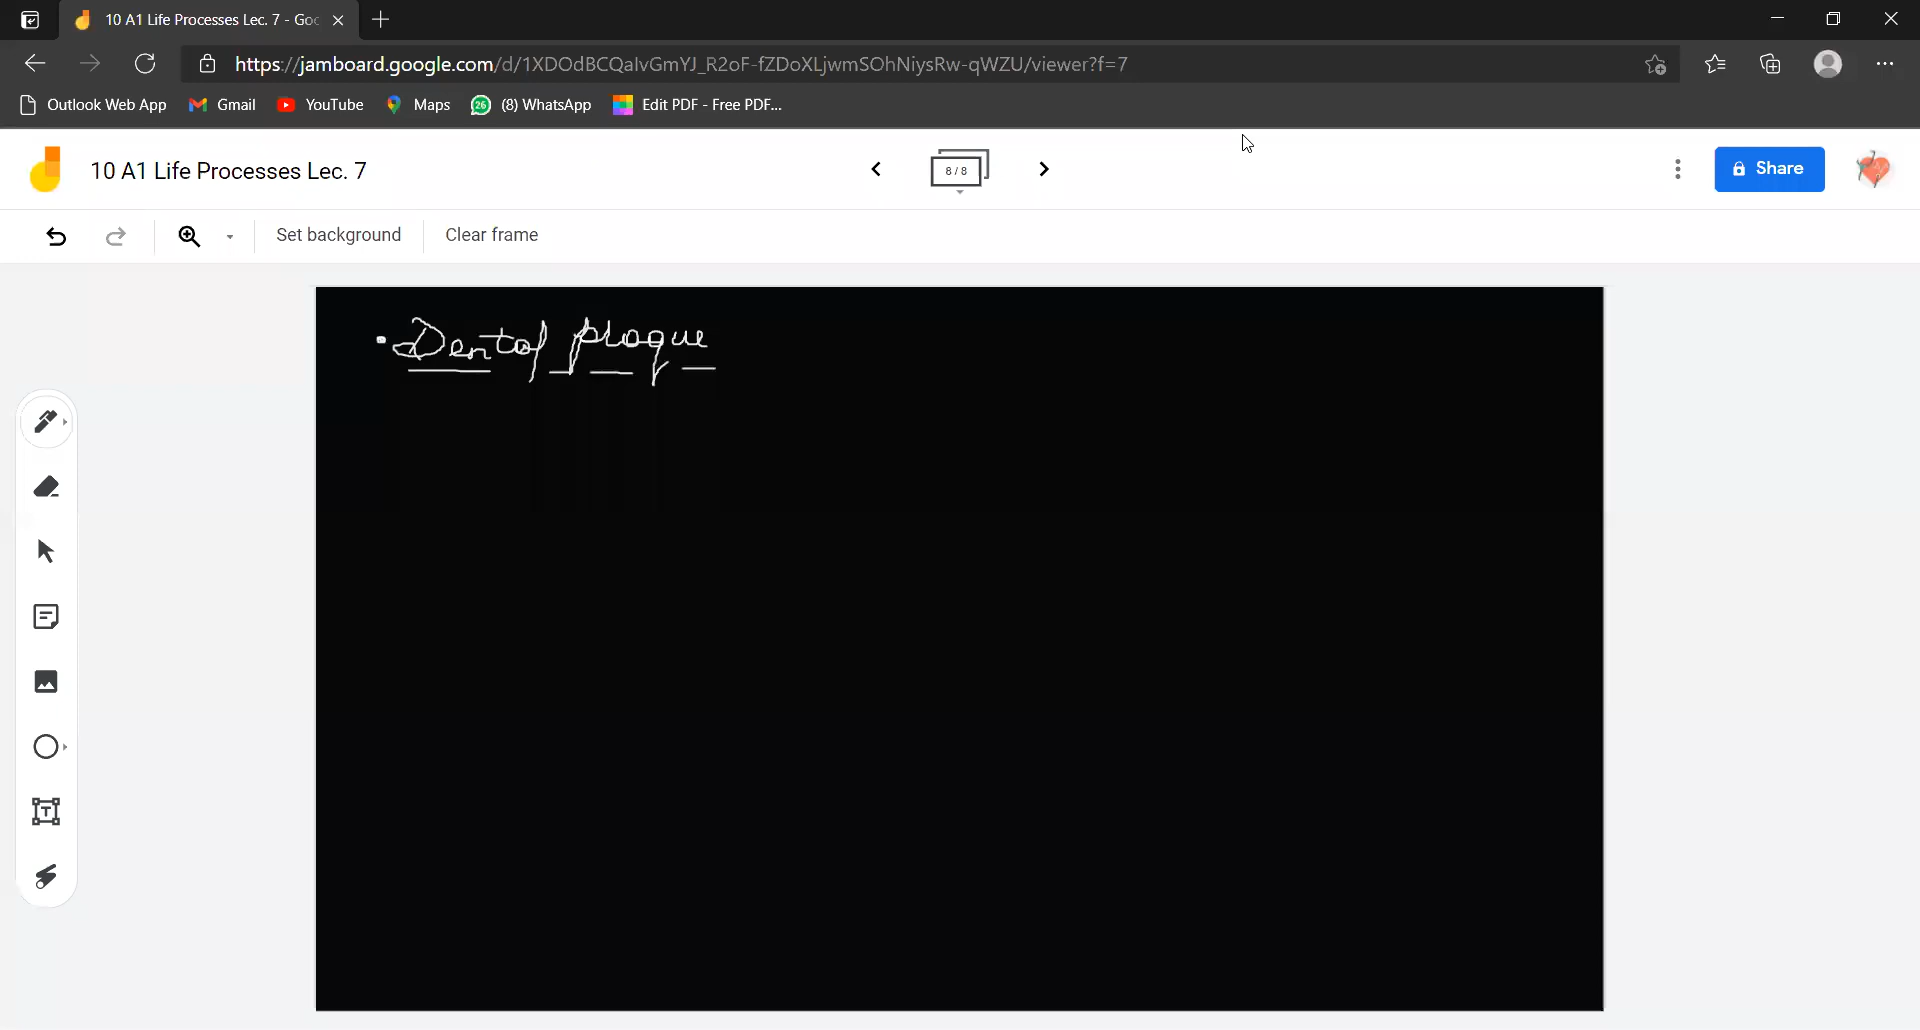 10 A1 Life Processes Lec. 7 - Goo
https://jamboard.google.com/d/1XDOdBCQalvGmYJ_R2oF-fZDoXLjwmSOhNiysRw-qWZU/viewer?f=7
Outlook Web App Gmail YouTube Maps 26 (8) WhatsApp Edit PDF - Free PDF...
10 A1 Life Processes Lec. 7 8 / 8 Share
Set background Clear frame
• Dental plaque